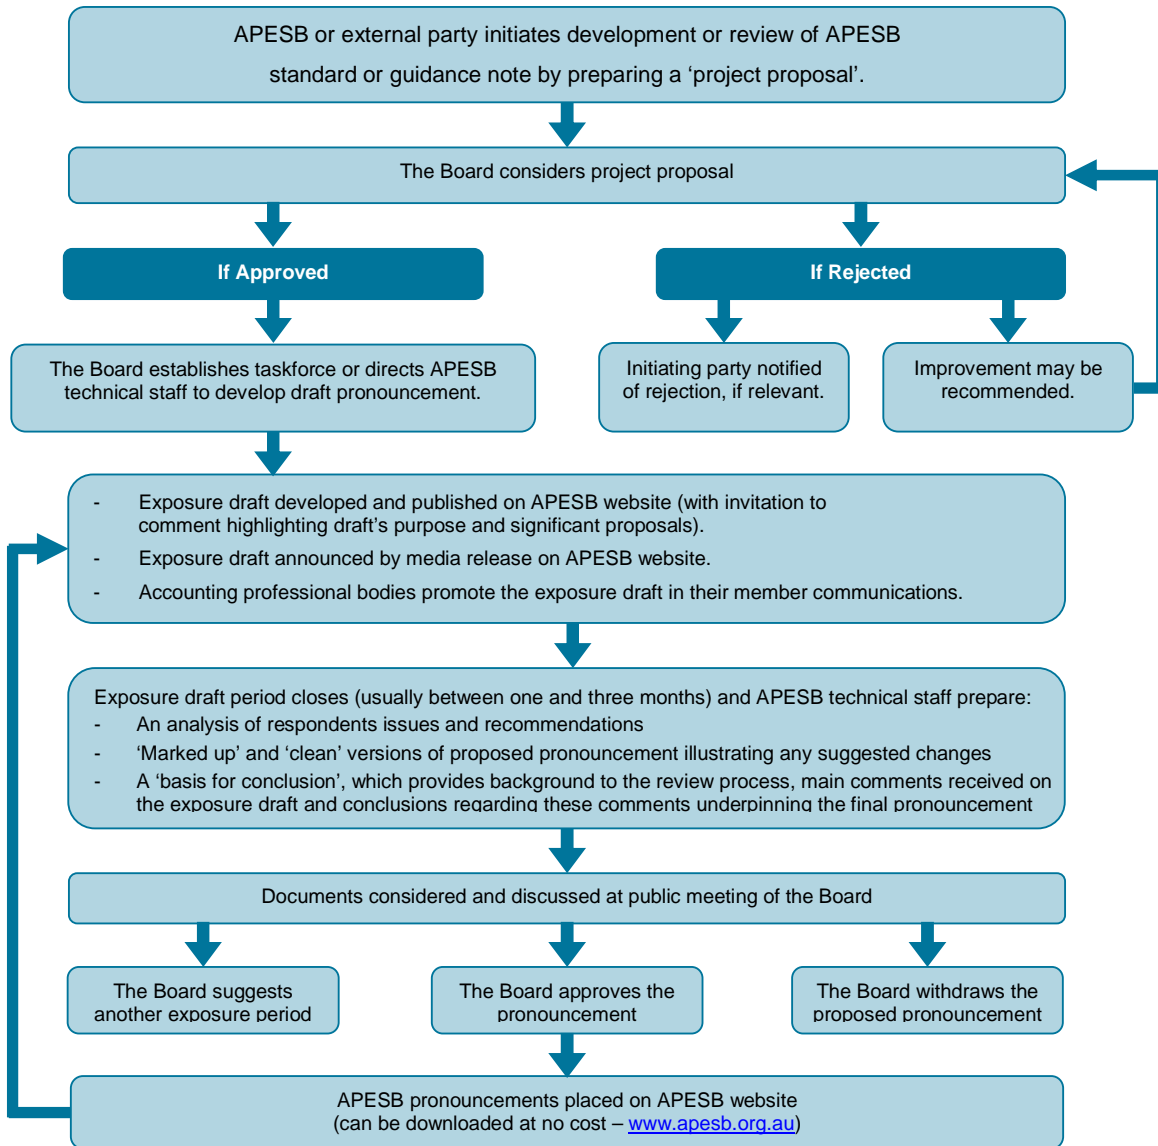 APESB or external party initiates development or review of APESB
standard or guidance note by preparing a ‘project proposal’.
The Board considers project proposal
If Approved
If Rejected
The Board establishes taskforce or directs APESB
technical staff to develop draft pronouncement.
Initiating party notified
of rejection, if relevant.
Improvement may be
recommended.
- Exposure draft developed and published on APESB website (with invitation to
comment highlighting draft’s purpose and significant proposals).
- Exposure draft announced by media release on APESB website.
- Accounting professional bodies promote the exposure draft in their member communications.
Exposure draft period closes (usually between one and three months) and APESB technical staff prepare:
- An analysis of respondents issues and recommendations
- ‘Marked up’ and ‘clean’ versions of proposed pronouncement illustrating any suggested changes
- A ‘basis for conclusion’, which provides background to the review process, main comments received on
the exposure draft and conclusions regarding these comments underpinning the final pronouncement
Documents considered and discussed at public meeting of the Board
The Board suggests
another exposure period
The Board approves the
pronouncement
The Board withdraws the
proposed pronouncement
APESB pronouncements placed on APESB website
(can be downloaded at no cost – www.apesb.org.au)